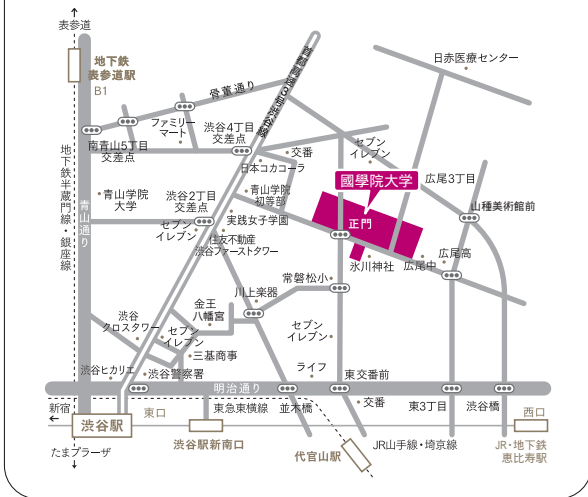 表参道
地下鉄
表参道駅
B1
骨董通り
首都高速3号渋谷線
日赤医療センター
ファミリー
マート
渋谷4丁目
交差点
南青山5丁目
交差点
セブン
イレブン
交番
日本コカコーラ
地下鉄半蔵門線・銀座線
青山通り
青山学院
大学
渋谷2丁目
交差点
青山学院
初等部
國學院大学
広尾3丁目
山種美術館前
セブン
イレブン
実践女子学園
正門
住友不動産
渋谷ファーストタワー
氷川神社
広尾中
広尾高
常磐松小
川上楽器
金王
八幡宮
渋谷
クロスタワー
セブン
イレブン
セブン
イレブン
三基商事
渋谷ヒカリエ
渋谷警察署
ライフ
東交番前
明治通り
新宿
東口
東急東横線
並木橋
交番
東3丁目
渋谷橋
西口
渋谷駅
渋谷駅新南口
たまプラーザ
代官山駅
JR山手線・埼京線
JR・地下鉄
恵比寿駅